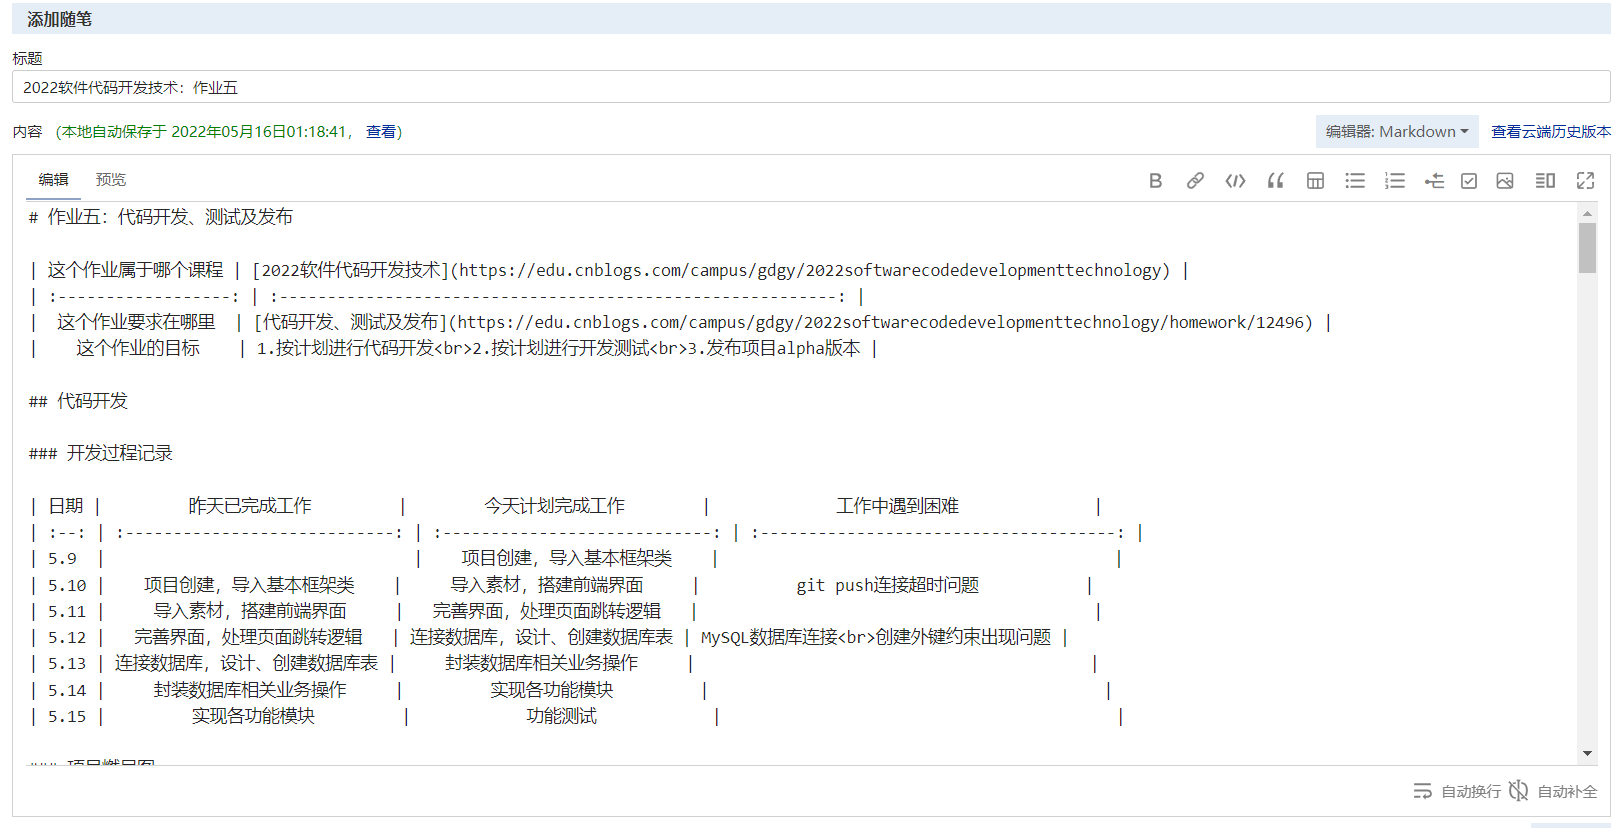 添加随笔
标题
2022软件代码开发技术：作业五
内容 (本地自动保存于 2022年05月16日01:18:41， 查看) 编辑器: Markdown 查看云端历史版本
编辑 预览
# 作业五：代码开发、测试及发布
| 这个作业属于哪个课程 | [2022软件代码开发技术](https://edu.cnblogs.com/campus/gdgy/2022softwarecodedevelopmenttechnology) |
| :------------------: | :----------------------------------------------------------: |
| 这个作业要求在哪里 | [代码开发、测试及发布](https://edu.cnblogs.com/campus/gdgy/2022softwarecodedevelopmenttechnology/homework/12496) |
| 这个作业的目标 | 1.按计划进行代码开发<br>2.按计划进行开发测试<br>3.发布项目alpha版本 |
## 代码开发
### 开发过程记录
| 日期 | 昨天已完成工作 | 今天计划完成工作 | 工作中遇到困难 |
| :--: | :----------------------------: | :----------------------------: | :-------------------------------------: |
| 5.9 | | 项目创建，导入基本框架类 | |
| 5.10 | 项目创建，导入基本框架类 | 导入素材，搭建前端界面 | git push连接超时问题 |
| 5.11 | 导入素材，搭建前端界面 | 完善界面，处理页面跳转逻辑 | |
| 5.12 | 完善界面，处理页面跳转逻辑 | 连接数据库，设计、创建数据库表 | MySQL数据库连接<br>创建外键约束出现问题 |
| 5.13 | 连接数据库，设计、创建数据库表 | 封装数据库相关业务操作 | |
| 5.14 | 封装数据库相关业务操作 | 实现各功能模块 | |
| 5.15 | 实现各功能模块 | 功能测试 | |
### 项目燃尽图
自动换行 自动补全